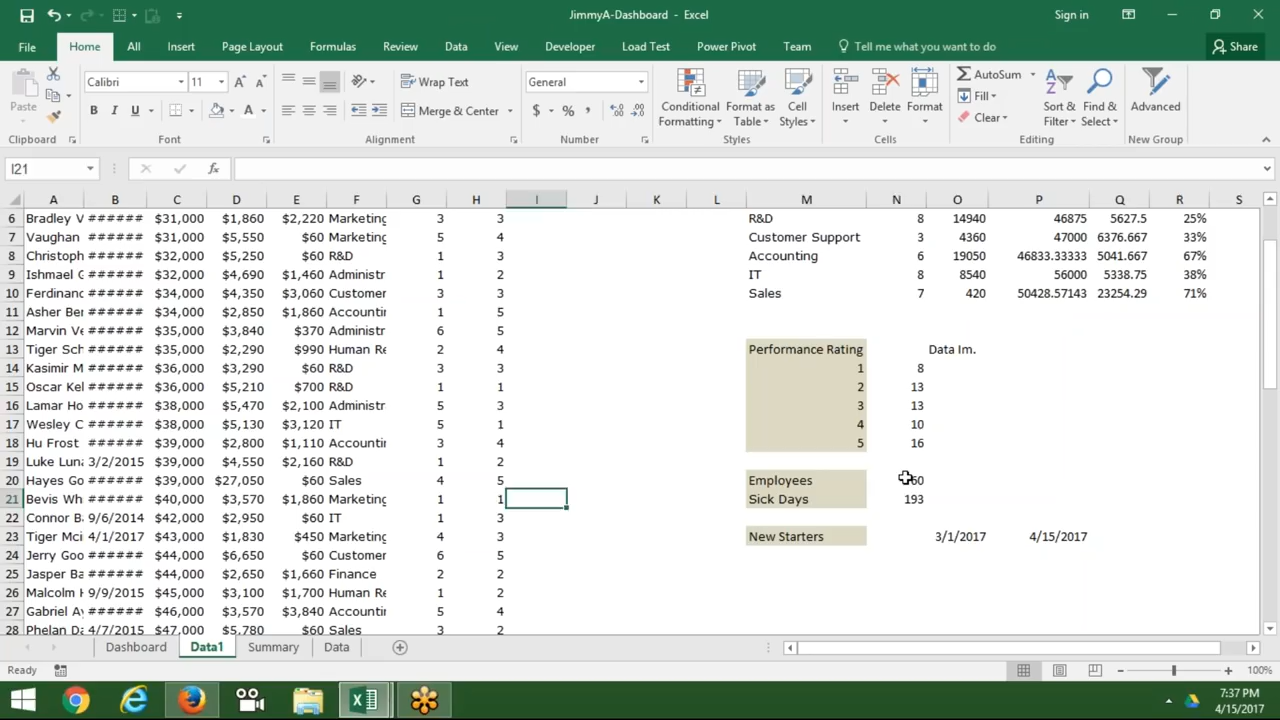 JimmyA-Dashboard - Excel
Sign in
File Home All Insert Page Layout Formulas Review Data View Developer Load Test Power Pivot Team Tell me what you want to do Share
Paste
Calibri 11
B I U
Wrap Text
Merge & Center
General
$ % ,
Conditional Formatting
Format as Table
Cell Styles
Insert
Delete
Format
AutoSum
Fill
Clear
Sort & Filter
Find & Select
Advanced
Clipboard Font Alignment Number Styles Cells Editing New Group
I21 fx
A B C D E F G H I J K L M N O P Q R S
6 Bradley V ###### $31,000 $1,860 $2,220 Marketing 3 3 R&D 8 14940 46875 5627.5 25%
7 Vaughan ###### $31,000 $5,550 $60 Marketing 5 4 Customer Support 3 4360 47000 6376.667 33%
8 Christoph ###### $32,000 $5,250 $60 R&D 1 3 Accounting 6 19050 46833.33333 5041.667 67%
9 Ishmael G ###### $32,000 $4,690 $1,460 Administr 1 2 IT 8 8540 56000 5338.75 38%
10 Ferdinand ###### $34,000 $4,350 $3,060 Customer 3 3 Sales 7 420 50428.57143 23254.29 71%
11 Asher Ber ###### $34,000 $2,850 $1,860 Accounti 1 5
12 Marvin Ve ###### $35,000 $3,840 $370 Administr 6 5
13 Tiger Sch ###### $35,000 $2,290 $990 Human Re 2 4 Performance Rating Data Im.
14 Kasimir M ###### $36,000 $3,290 $60 R&D 3 3 1 8
15 Oscar Kel ###### $36,000 $5,210 $700 R&D 1 1 2 13
16 Lamar Ho ###### $38,000 $5,470 $2,100 Administr 5 3 3 13
17 Wesley C ###### $38,000 $5,130 $3,120 IT 5 1 4 10
18 Hu Frost ###### $39,000 $2,800 $1,110 Accounti 3 4 5 16
19 Luke Luna 3/2/2015 $39,000 $4,550 $2,160 R&D 1 2
20 Hayes Go ###### $39,000 $27,050 $60 Sales 4 5 Employees 60
21 Bevis Wh ###### $40,000 $3,570 $1,860 Marketing 1 1 Sick Days 193
22 Connor B 9/6/2014 $42,000 $2,950 $60 IT 1 3
23 Tiger Mci 4/1/2017 $43,000 $1,830 $450 Marketing 4 3 New Starters 3/1/2017 4/15/2017
24 Jerry Goo ###### $44,000 $6,650 $60 Customer 6 5
25 Jasper Ba ###### $44,000 $2,650 $1,660 Finance 2 2
26 Malcolm H 9/9/2015 $45,000 $3,100 $1,700 Human Re 1 2
27 Gabriel Ay ###### $46,000 $3,570 $3,840 Accounti 5 4
28 Phelan Da 4/7/2015 $47,000 $5,780 $60 Sales 3 2
Dashboard Data1 Summary Data
Ready 100%
7:37 PM
4/15/2017